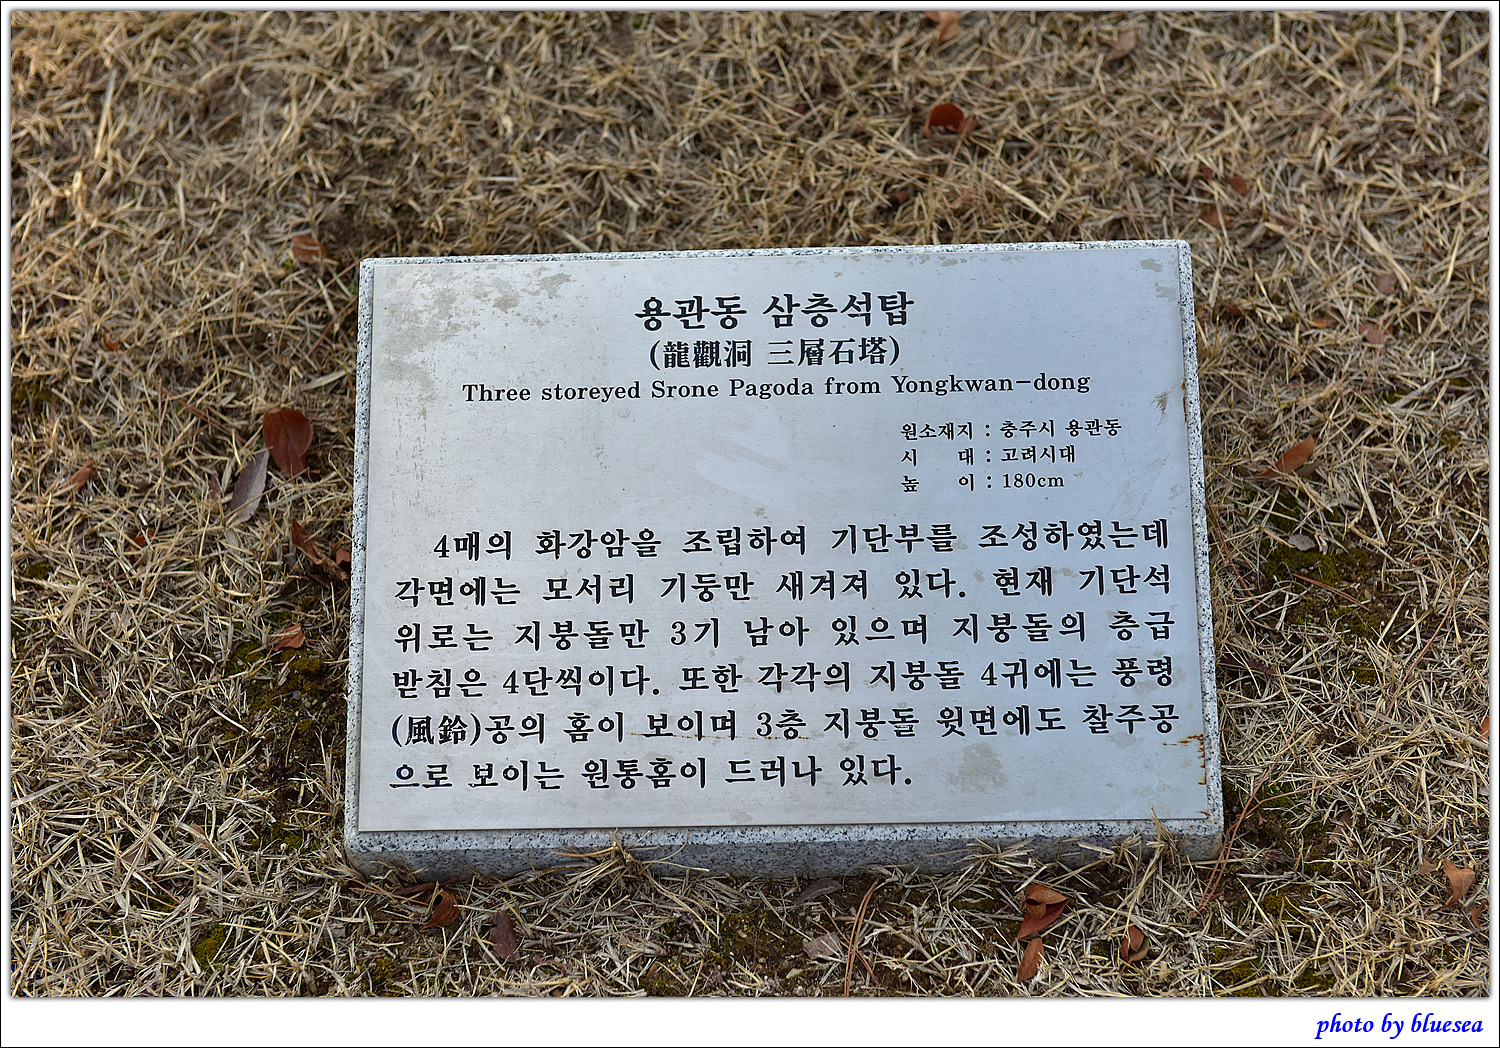 용관동 삼층석탑
(龍觀洞 三層石塔)
Three storeyed Srone Pagoda from Yongkwan-dong
원소재지 : 충주시 용관동
시 대 : 고려시대
높 이 : 180cm
4매의 화강암을 조립하여 기단부를 조성하였는데
각면에는 모서리 기둥만 새겨져 있다. 현재 기단석
위로는 지붕돌만 3기 남아 있으며 지붕돌의 층급
받침은 4단씩이다. 또한 각각의 지붕돌 4귀에는 풍령
(風鈴)공의 홈이 보이며 3층 지붕돌 윗면에도 찰주공
으로 보이는 원통홈이 드러나 있다.
photo by bluesea